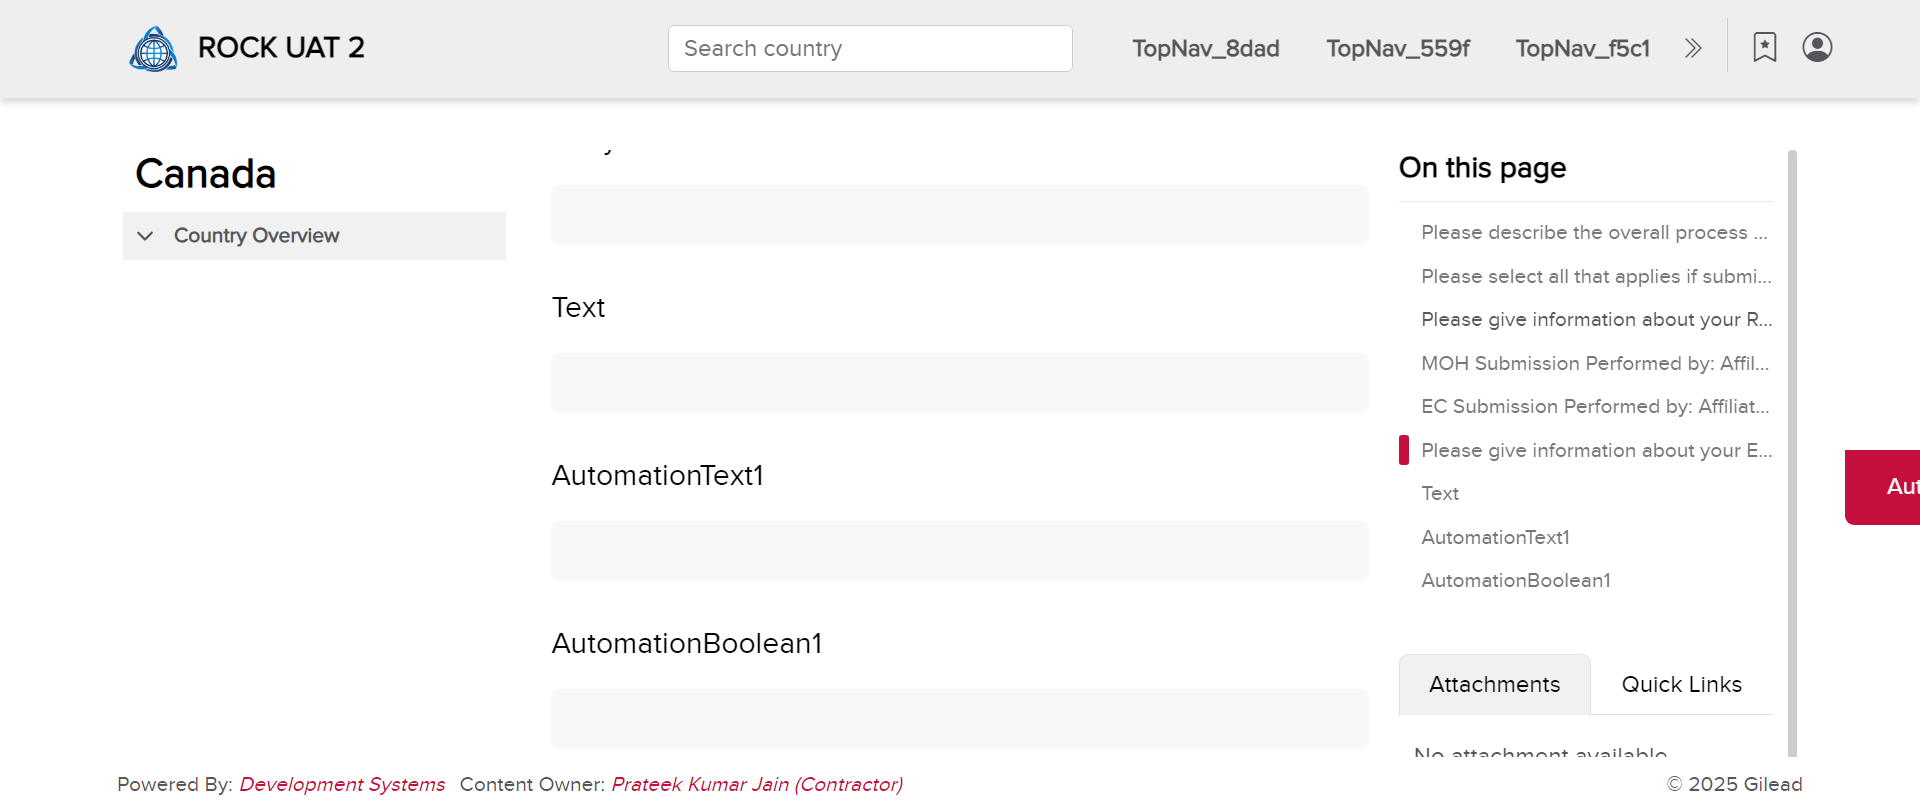 ROCK UAT 2
Search country
TopNav_8dad
TopNav_559f
TopNav_f5c1
Canada
Country Overview
Text
AutomationText1
AutomationBoolean1
On this page
Please describe the overall process ...
Please select all that applies if submi...
Please give information about your R...
MOH Submission Performed by: Affil...
EC Submission Performed by: Affiliat...
Please give information about your E...
Text
AutomationText1
AutomationBoolean1
Attachments
Quick Links
No attachment available
Aut
Powered By: Development Systems Content Owner: Prateek Kumar Jain (Contractor)
© 2025 Gilead